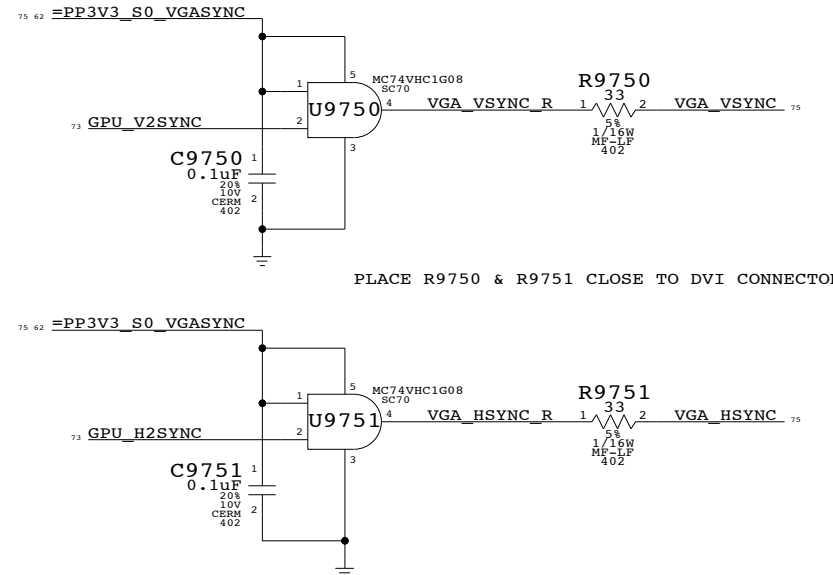 75 62 =PP3V3_S0_VGASYNC
5 MC74VHC1G08
SC70
1
U9750 4 VGA_VSYNC_R
R9750
33
1 2 VGA_VSYNC 75
5%
1/16W
MF-LF
402
73 GPU_V2SYNC 2
3
C9750 1
0.1uF
20%
10V
CERM
402
2
PLACE R9750 & R9751 CLOSE TO DVI CONNECTO
75 62 =PP3V3_S0_VGASYNC
5 MC74VHC1G08
SC70
1
U9751 4 VGA_HSYNC_R
R9751
33
1 2 VGA_HSYNC 75
5%
1/16W
MF-LF
402
73 GPU_H2SYNC 2
3
C9751 1
0.1uF
20%
10V
CERM
402
2